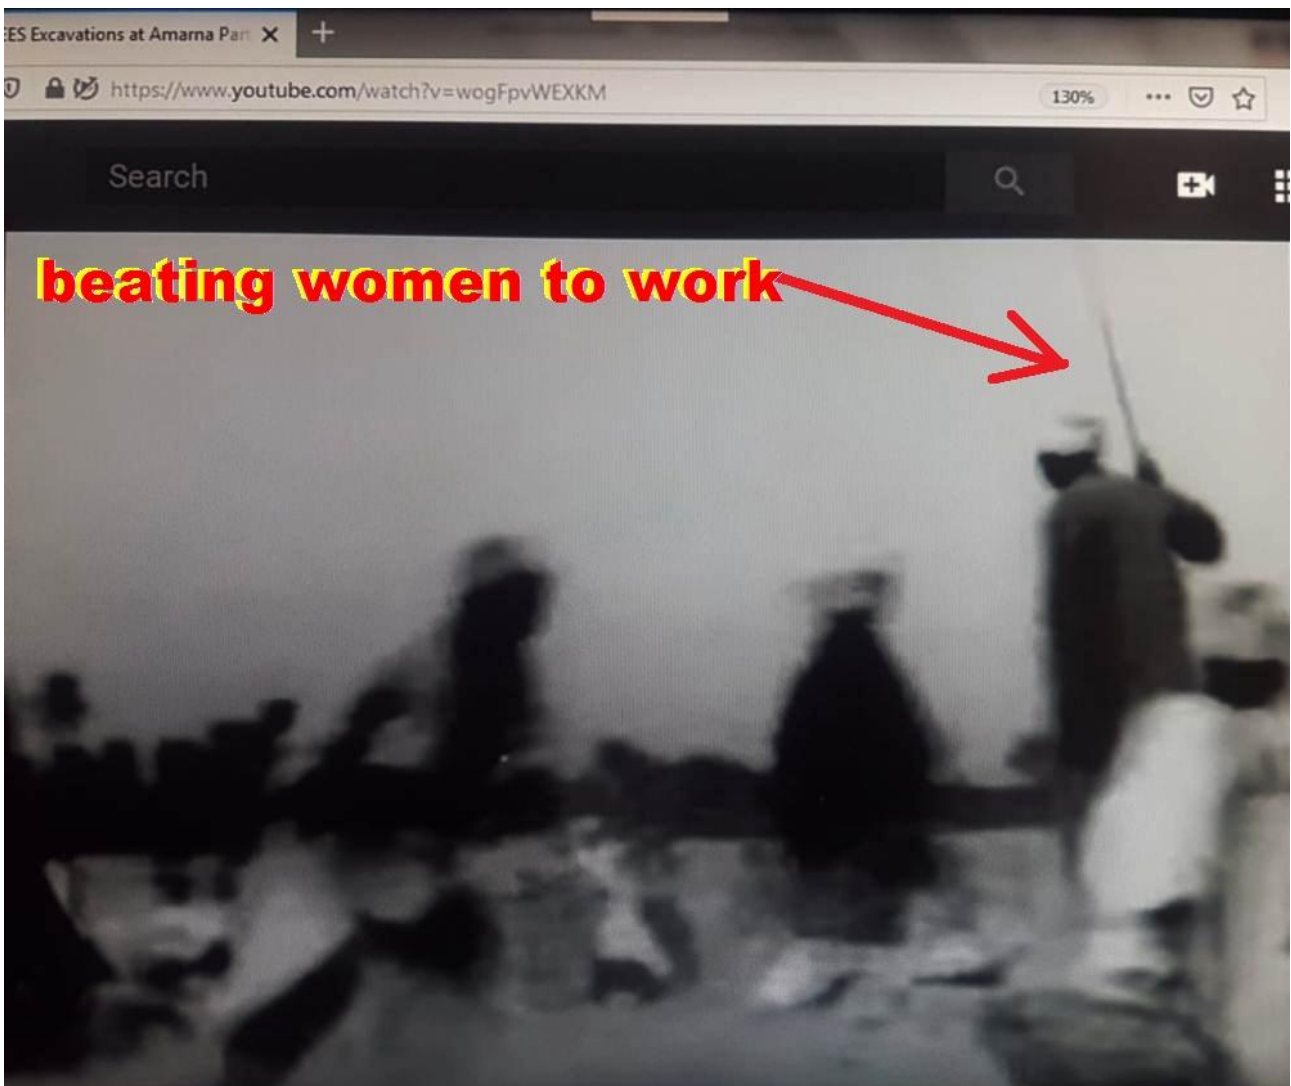 ES Excavations at Amarna Par
https://www.youtube.com/watch?v=wogFpvWEXKM
130%
Search
beating women to work